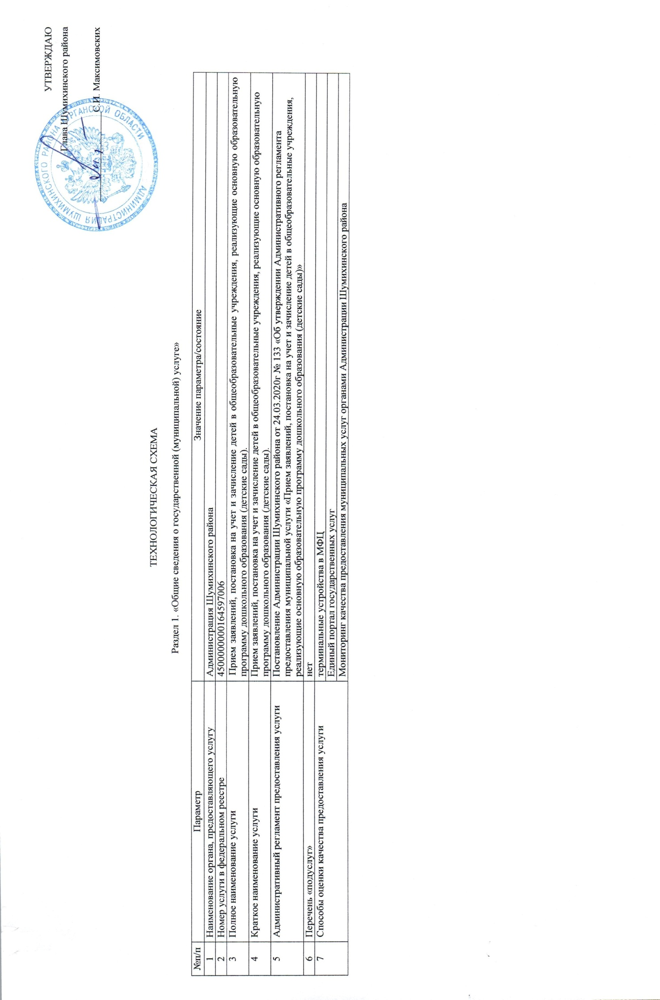 УТВЕРЖДАЮ
Глава Шумихинского района
С.И. Максимовских
АДМИНИСТРАЦИЯ ШУМИХИНСКОГО РАЙОНА КУРГАНСКОЙ ОБЛАСТИ
ТЕХНОЛОГИЧЕСКАЯ СХЕМА
Раздел 1. «Общие сведения о государственной (муниципальной) услуге»
№п/п Параметр Значение параметра/состояние
1 Наименование органа, предоставляющего услугу Администрация Шумихинского района
2 Номер услуги в федеральном реестре 4500000000164597006
3 Полное наименование услуги Прием заявлений, постановка на учет и зачисление детей в общеобразовательные учреждения, реализующие основную образовательную
программу дошкольного образования (детские сады).
4 Краткое наименование услуги Прием заявлений, постановка на учет и зачисление детей в общеобразовательные учреждения, реализующие основную образовательную
программу дошкольного образования (детские сады).
5 Административный регламент предоставления услуги Постановление Администрации Шумихинского района от 24.03.2020г № 133 «Об утверждении Административного регламента
предоставления муниципальной услуги «Прием заявлений, постановка на учет и зачисление детей в общеобразовательные учреждения,
реализующие основную образовательную программу дошкольного образования (детские сады)»
6 Перечень «подуслуг» нет
7 Способы оценки качества предоставления услуги терминальные устройства в МФЦ
Единый портал государственных услуг
Мониторинг качества предоставления муниципальных услуг органами Администрации Шумихинского района